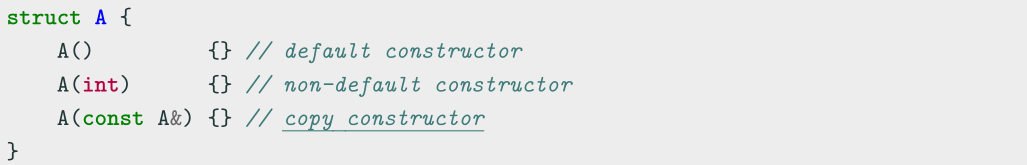 struct A {
    A()        {} // default constructor
    A(int)     {} // non-default constructor
    A(const A&) {} // copy constructor
}